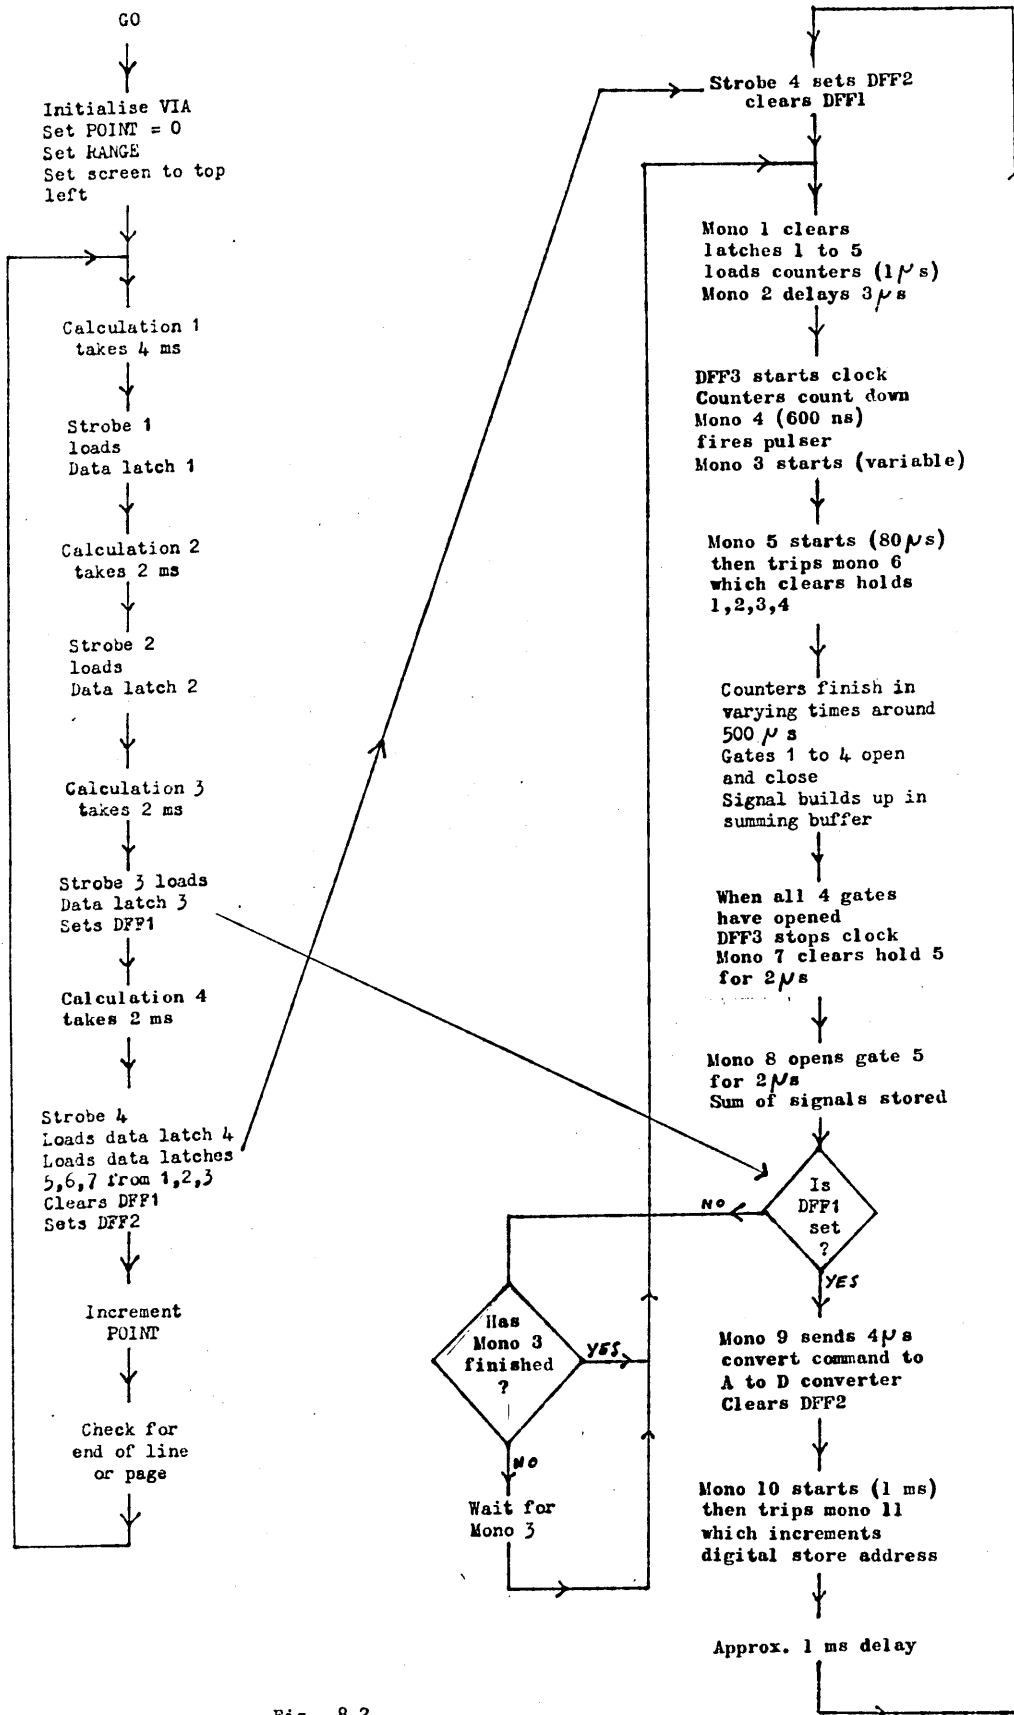 GO
Initialise VIA
Set POINT = 0
Set RANGE
Set screen to top
left
Calculation 1
takes 4 ms
Strobe 1
loads
Data latch 1
Calculation 2
takes 2 ms
Strobe 2
loads
Data latch 2
Calculation 3
takes 2 ms
Strobe 3 loads
Data latch 3
Sets DFF1
Calculation 4
takes 2 ms
Strobe 4
Loads data latch 4
Loads data latches
5,6,7 from 1,2,3
Clears DFF1
Sets DFF2
Increment
POINT
Check for
end of line
or page
Strobe 4 sets DFF2
clears DFF1
Mono 1 clears
latches 1 to 5
loads counters (1μs)
Mono 2 delays 3μs
DFF3 starts clock
Counters count down
Mono 4 (600 ns)
fires pulser
Mono 3 starts (variable)
Mono 5 starts (80μs)
then trips mono 6
which clears holds
1,2,3,4
Counters finish in
varying times around
500 μs
Gates 1 to 4 open
and close
Signal builds up in
summing buffer
When all 4 gates
have opened
DFF3 stops clock
Mono 7 clears hold 5
for 2μs
Mono 8 opens gate 5
for 2μs
Sum of signals stored
Is
DFF1
set
?
NO
YES
Has
Mono 3
finished
?
YES
NO
Wait for
Mono 3
Mono 9 sends 4μs
convert command to
A to D converter
Clears DFF2
Mono 10 starts (1 ms)
then trips mono 11
which increments
digital store address
Approx. 1 ms delay
Fig. 8.2